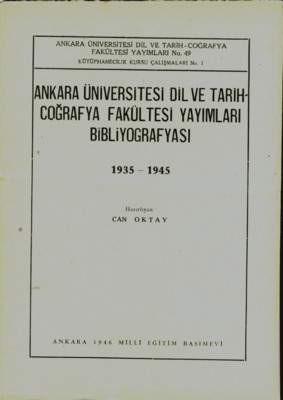 ANKARA ÜNİVERSİTESİ DİL VE TARİH-COĞRAFYA
FAKÜLTESİ YAYIMLARI No. 49
KÜTÜPHANECİLİK KURSU ÇALIŞMALARI No. 1
ANKARA ÜNİVERSİTESİ DİL VE TARİH-
COĞRAFYA FAKÜLTESİ YAYIMLARI
BİBLİYOGRAFYASI
1935 - 1945
Hazırlıyan
CAN OKTAY
ANKARA 1946 MİLLÎ EĞİTİM BASIMEVİ